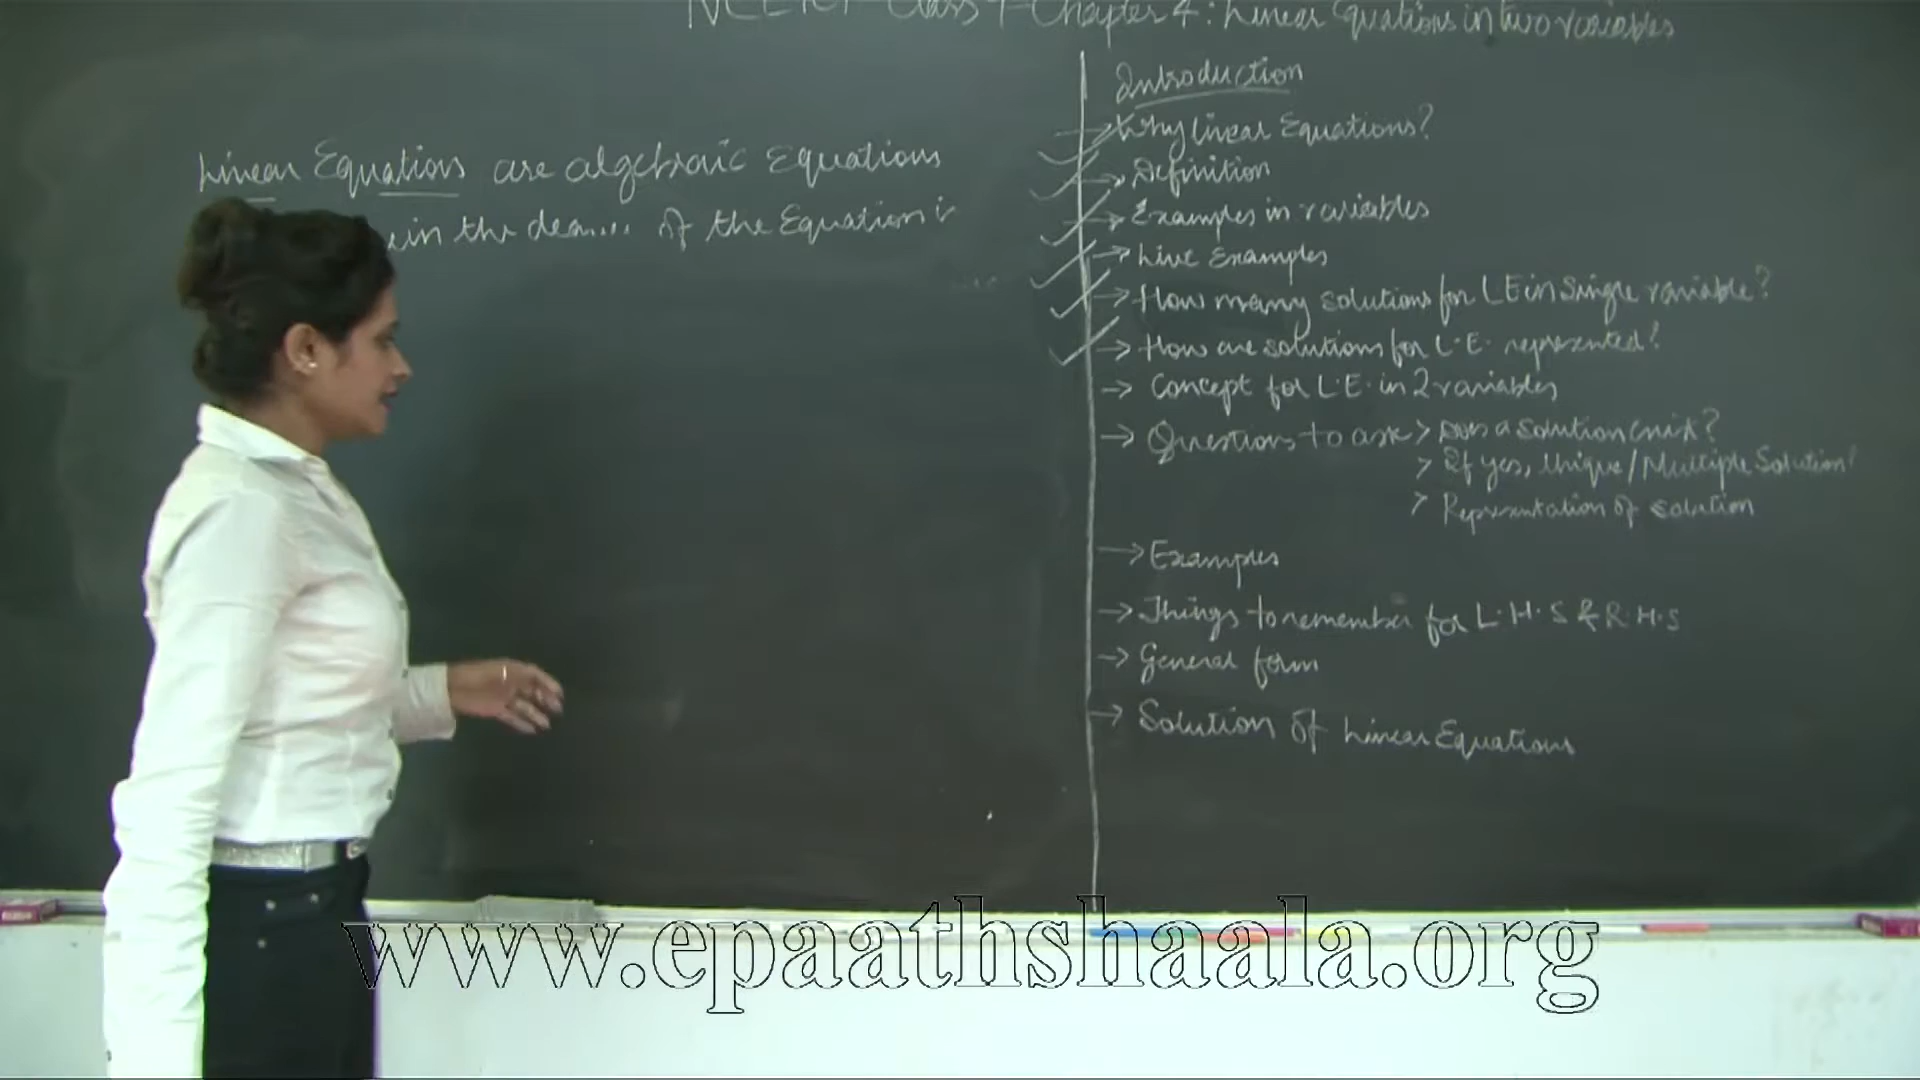 NCERT Class 9 Chapter 4: Linear Equations in two variables
Linear Equations are algebraic Equations
in the of the Equation is
Introduction
→ Why linear Equations?
→ Definition
→ Examples in variables
→ Live Examples
→ How many solutions for LE in Single variable?
→ How are solutions for L.E. represented?
→ Concept for L.E. in 2 variables
→ Questions to ask > Does a solution exist?
> If yes, Unique/Multiple Solution?
> Representation of solution
→ Examples
→ Things to remember for L.H.S & R.H.S
→ General form
→ Solution of Linear Equations
www.epaathshaala.org